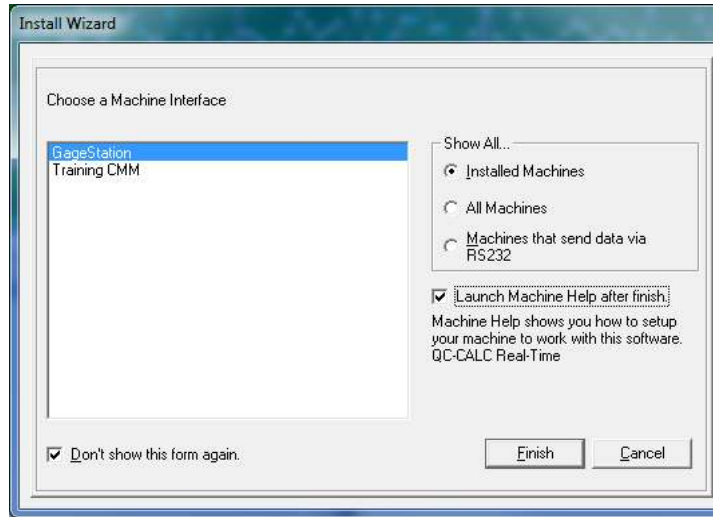 Install Wizard
Choose a Machine Interface
GageStation
Training CMM
Show All...
Installed Machines
All Machines
Machines that send data via
RS232
Launch Machine Help after finish.
Machine Help shows you how to setup
your machine to work with this software.
QC-CALC Real-Time
Don't show this form again.
Finish
Cancel